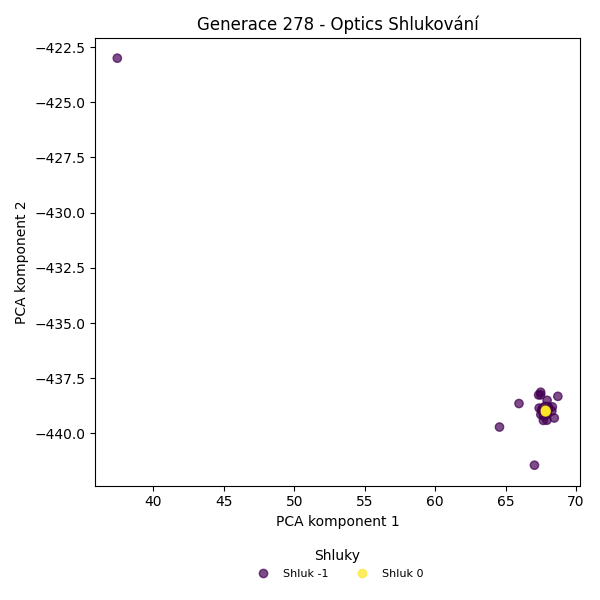 Generace 278 - Optics Shlukování
−422.5
−425.0
−427.5
−430.0
−432.5
−435.0
−437.5
−440.0
PCA komponent 2
40 45 50 55 60 65 70
PCA komponent 1
Shluky
Shluk -1 Shluk 0